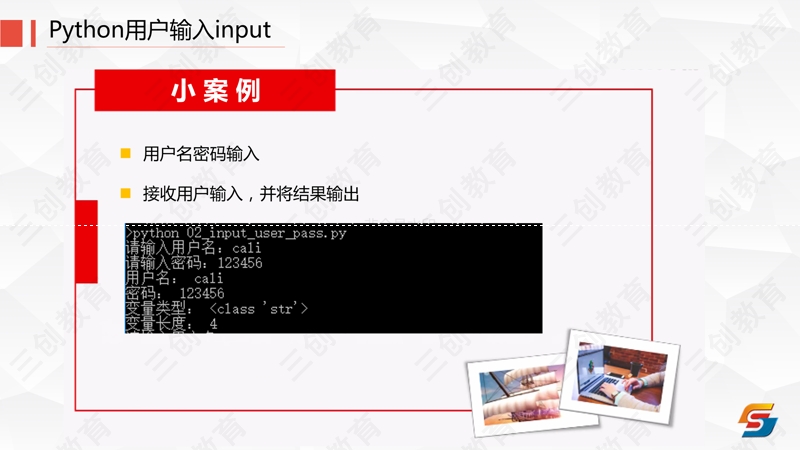 Python用户输入input
小案例
用户名密码输入
接收用户输入，并将结果输出
>python 02_input_user_pass.py
请输入用户名：cali
请输入密码：123456
用户名： cali
密码： 123456
变量类型： <class 'str'>
变量长度： 4
三创教育